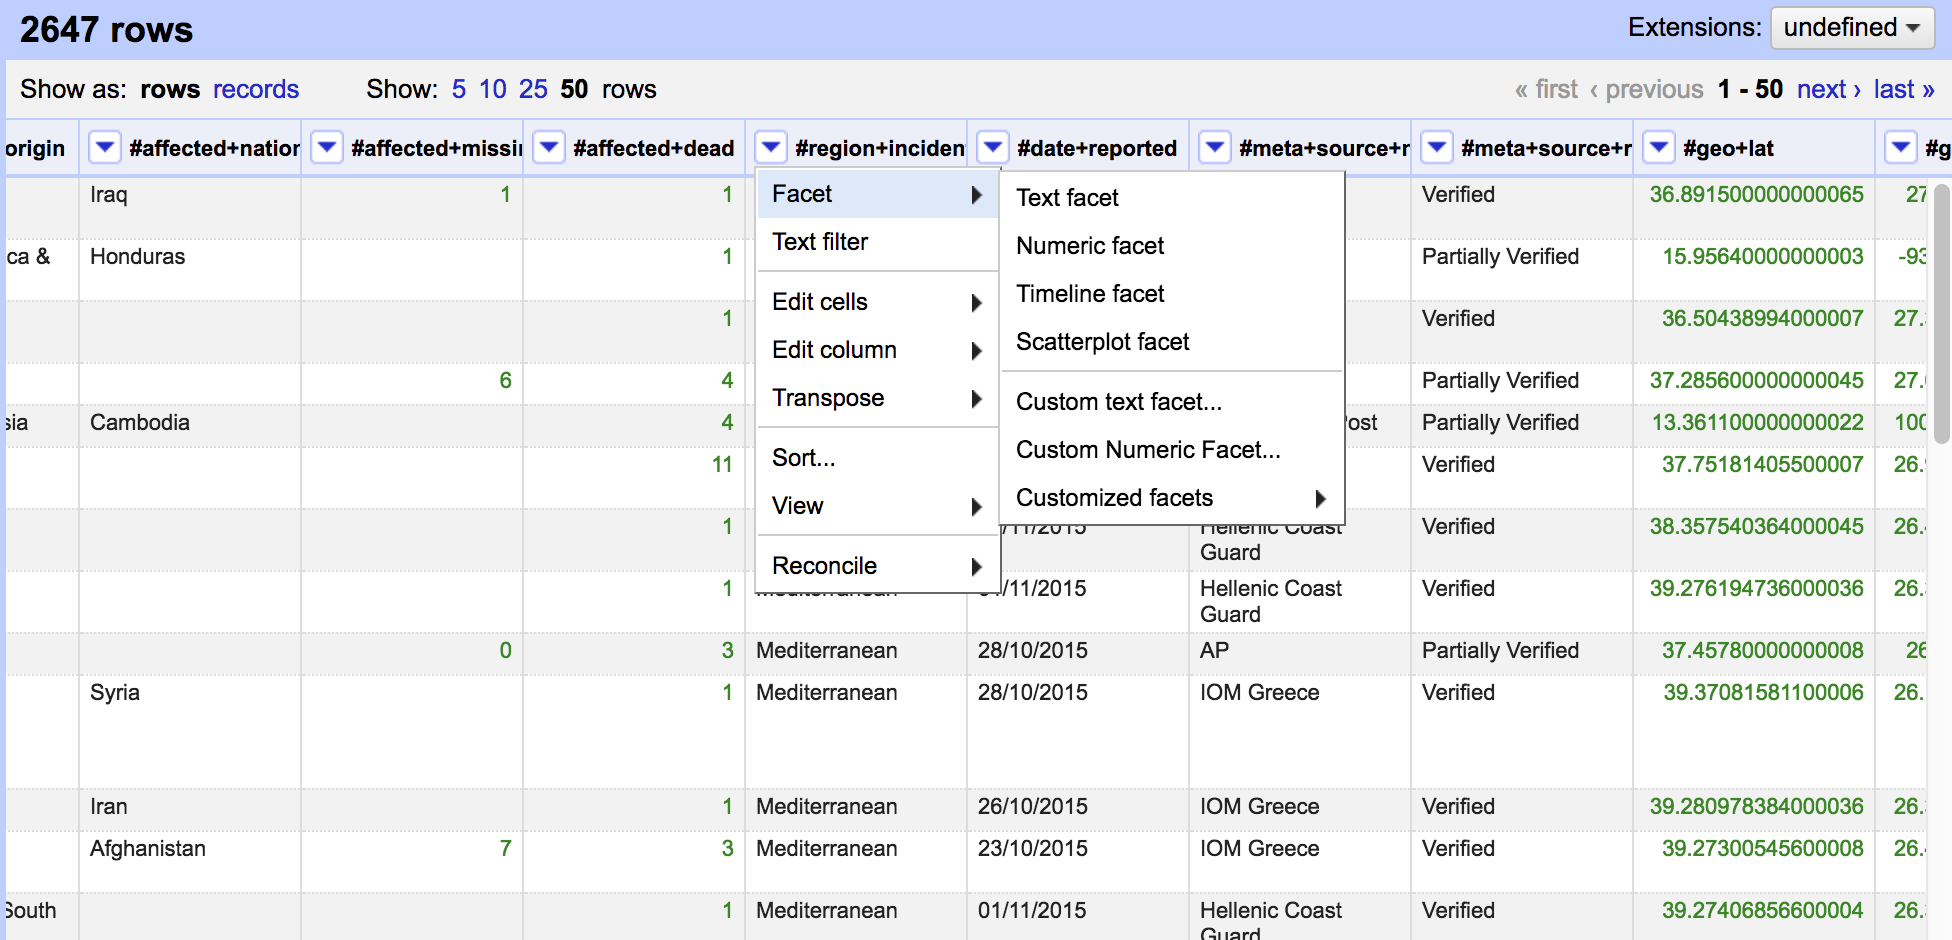 2647 rows
Extensions: undefined
Show as: rows records Show: 5 10 25 50 rows « first ‹ previous 1 - 50 next › last »
origin #affected+nation #affected+missin #affected+dead #region+inciden #date+reported #meta+source+r #meta+source+r #geo+lat #g
Iraq 1 1 Facet Text facet Verified 36.891500000000065 27
ca & Honduras 1 Text filter Numeric facet Partially Verified 15.95640000000003 -93
Timeline facet
1 Edit cells Verified 36.50438994000007 27.
Edit column Scatterplot facet
6 4 Transpose Custom text facet... Partially Verified 37.285600000000045 27.
sia Cambodia 4 Post Partially Verified 13.361100000000022 100
11 Sort... Custom Numeric Facet... Verified 37.75181405500007 26.
View Customized facets
1 /11/2015 Hellenic Coast Verified 38.357540364000045 26.
Guard
Reconcile
1 /11/2015 Hellenic Coast Verified 39.276194736000036 26.
Guard
0 3 Mediterranean 28/10/2015 AP Partially Verified 37.45780000000008 26
Syria 1 Mediterranean 28/10/2015 IOM Greece Verified 39.37081581100006 26.
Iran 1 Mediterranean 26/10/2015 IOM Greece Verified 39.280978384000036 26.
Afghanistan 7 3 Mediterranean 23/10/2015 IOM Greece Verified 39.27300545600008 26.
South 1 Mediterranean 01/11/2015 Hellenic Coast Verified 39.27406856600004 26.
Guard